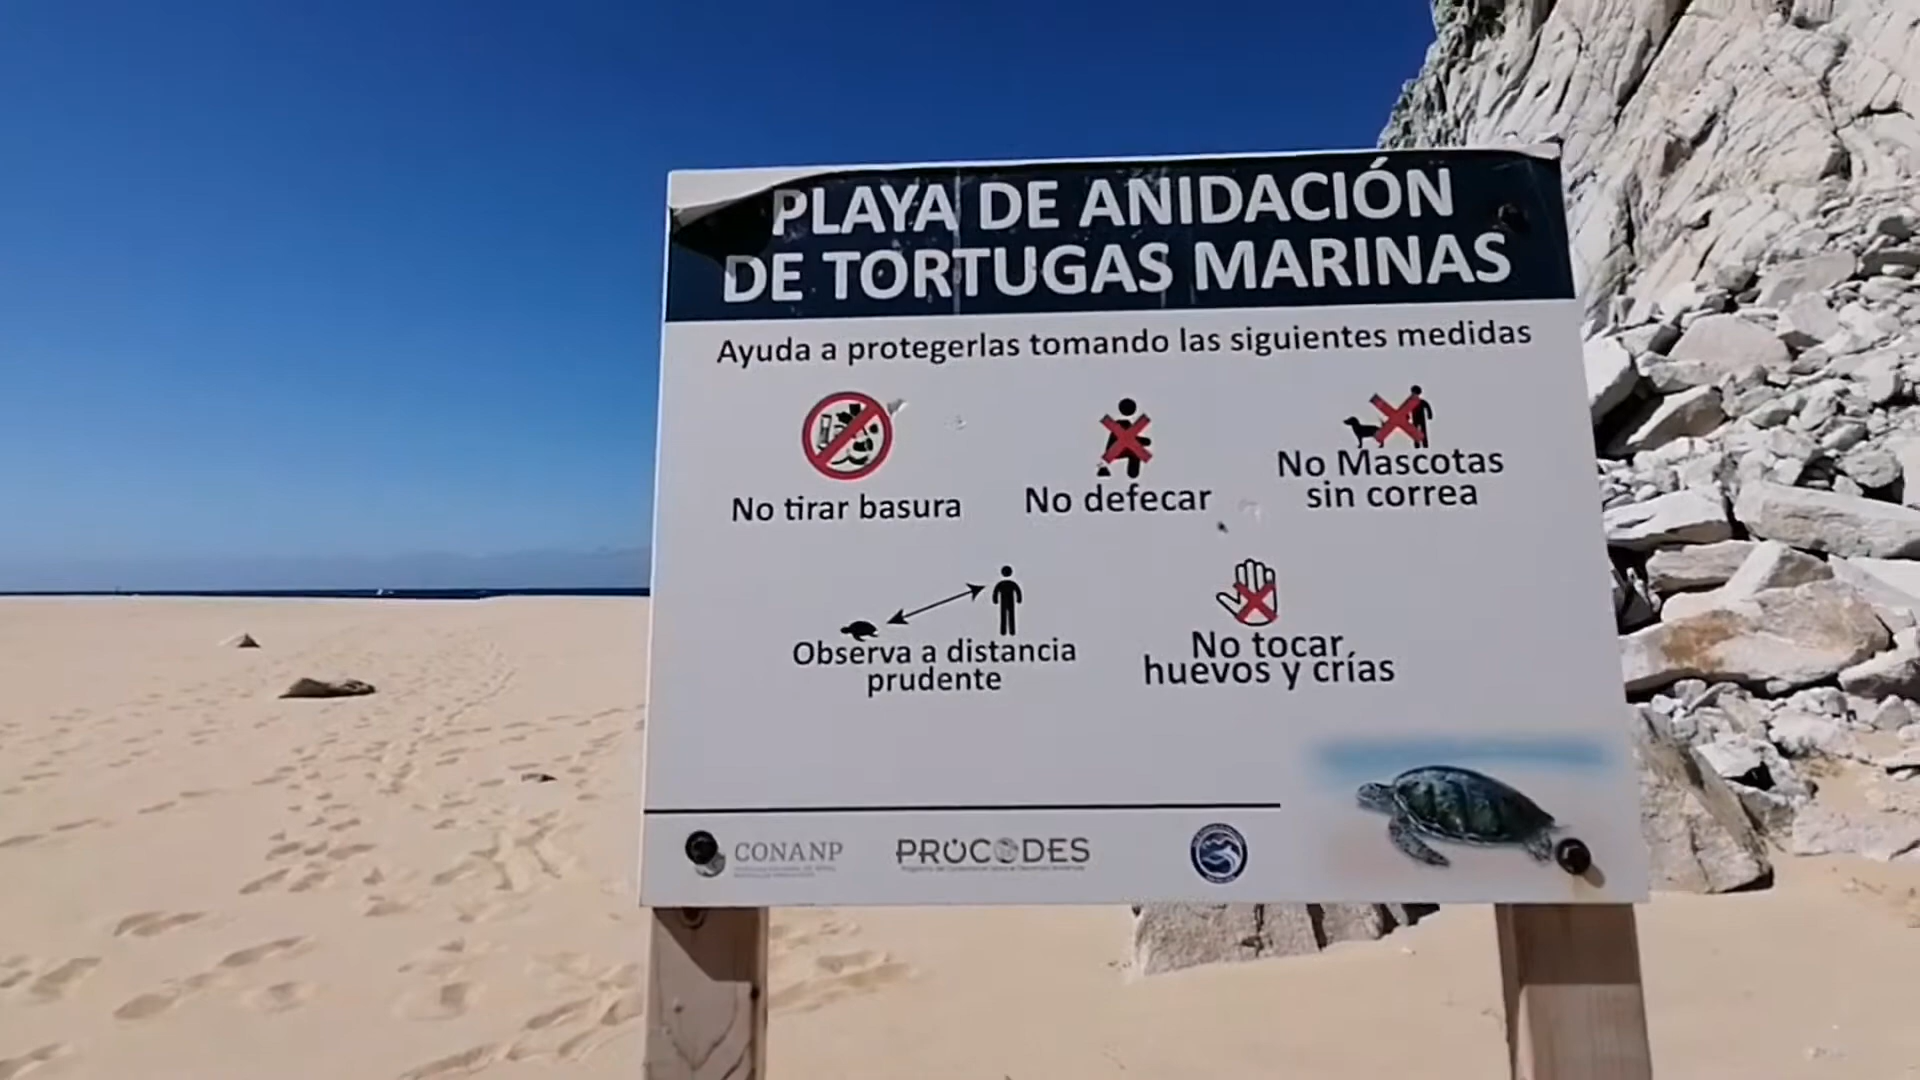 PLAYA DE ANIDACIÓN
DE TORTUGAS MARINAS
Ayuda a protegerlas tomando las siguientes medidas
No tirar basura
No defecar
No Mascotas
sin correa
Observa a distancia
prudente
No tocar
huevos y crías
CONANP
PROCODES